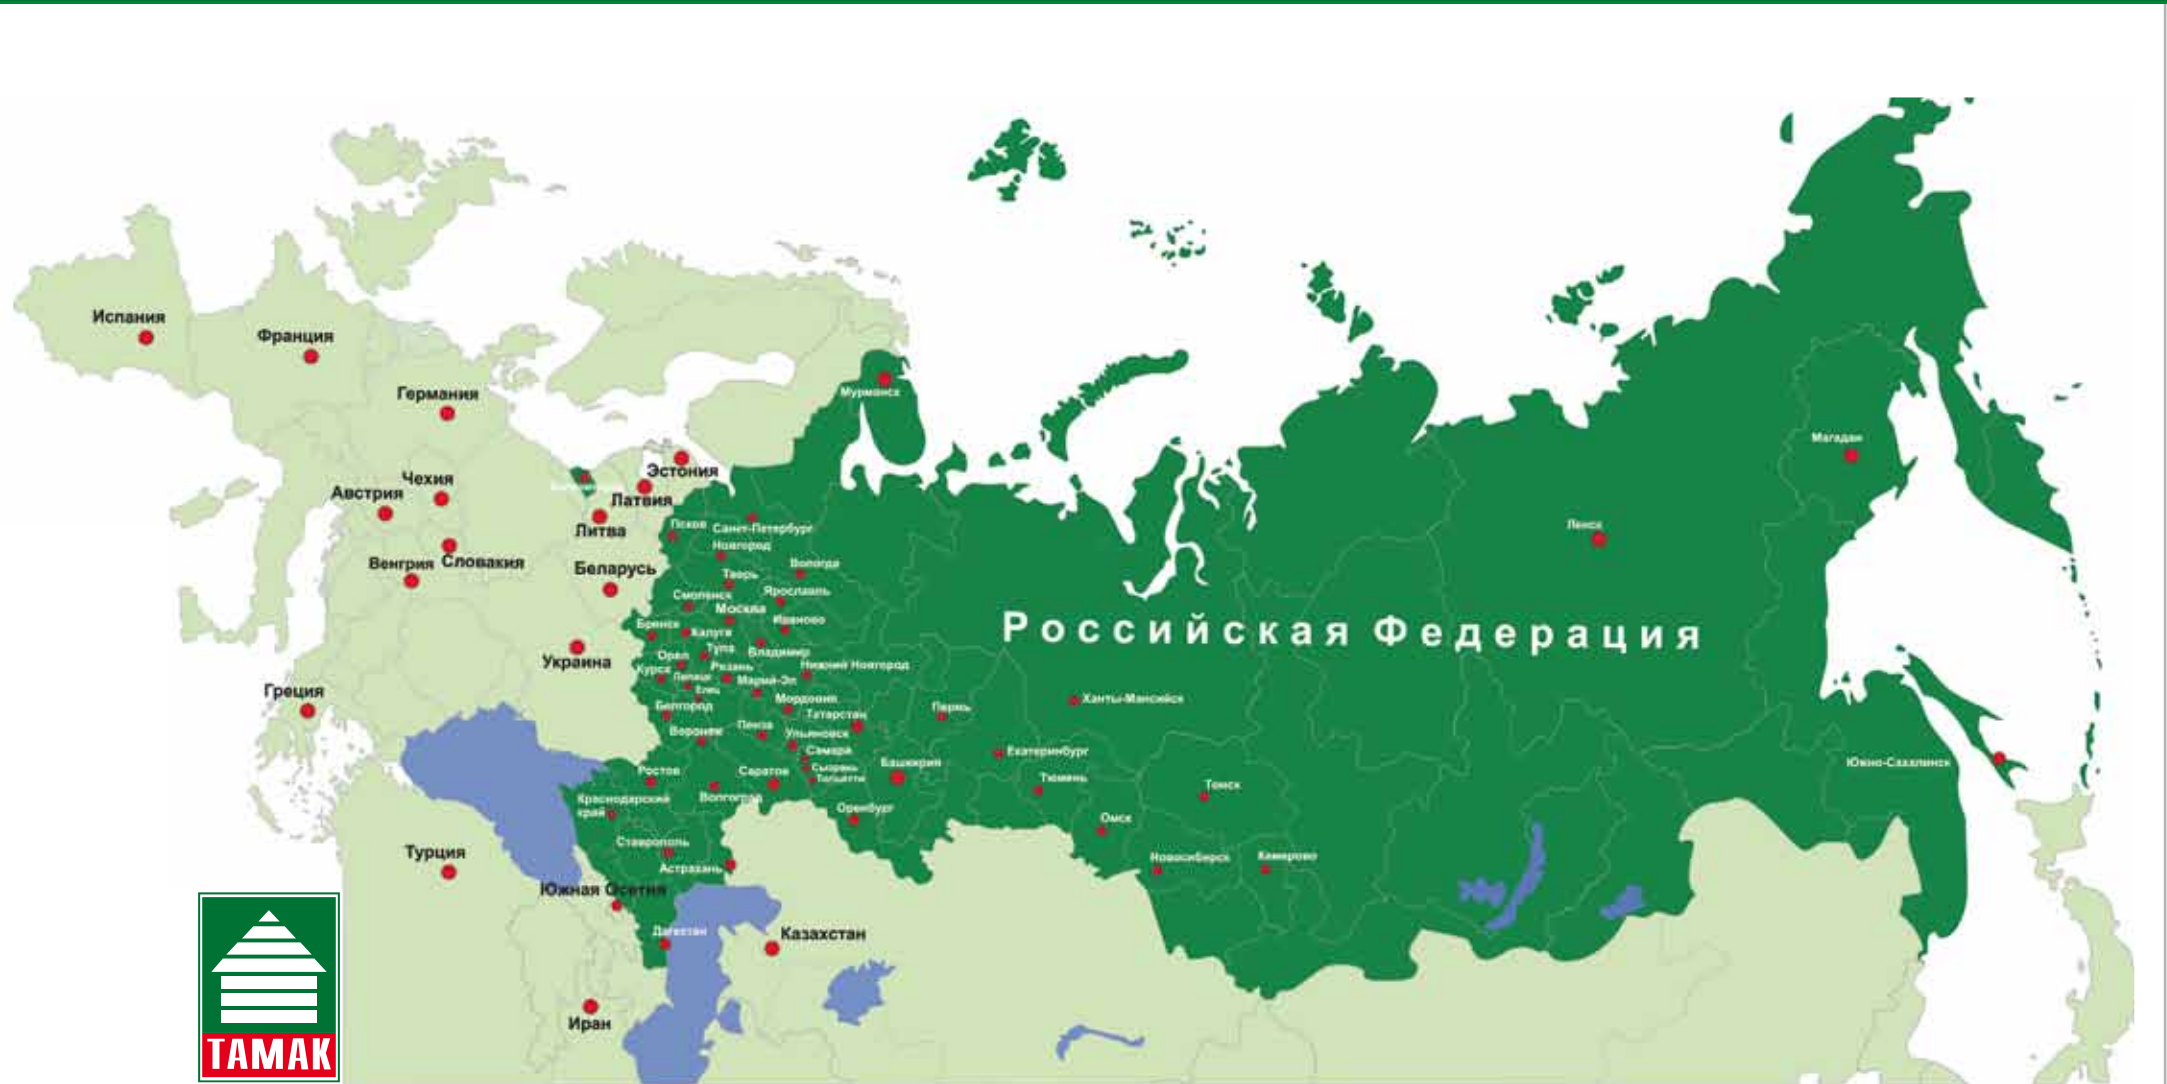 Испания
Франция
Мурманск
Германия
Магадан
Эстония
Чехия
Австрия
Латвия
Ленск
Литва
Псков
Санкт-Петербург
Новгород
Венгрия
Словакия
Беларусь
Вологда
Тверь
Смоленск
Ярославль
Москва
Российская Федерация
Брянск
Калуга
Иваново
Тула
Владимир
Орел
Украина
Курск
Рязань
Нижний Новгород
Липецк
Марий-Эл
Елец
Греция
Белгород
Мордовия
Ханты-Мансийск
Татарстан
Пермь
Пенза
Воронеж
Ульяновск
Самара
Екатеринбург
Башкирия
Южно-Сахалинск
Ростов
Саратов
Сызрань
Тольятти
Тюмень
Томск
Краснодарский
край
Волгоград
Оренбург
Омск
Ставрополь
Турция
Астрахань
Новосибирск
Кемерово
Южная Осетия
Дагестан
Казахстан
Иран
ТАМАК